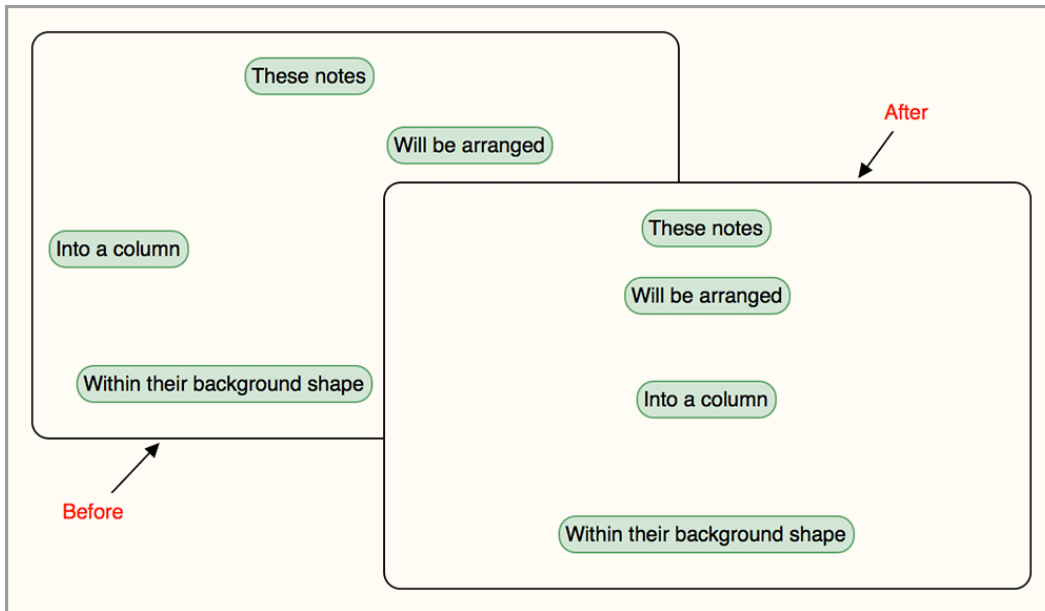 These notes
Will be arranged
Into a column
Within their background shape
Before
After
These notes
Will be arranged
Into a column
Within their background shape